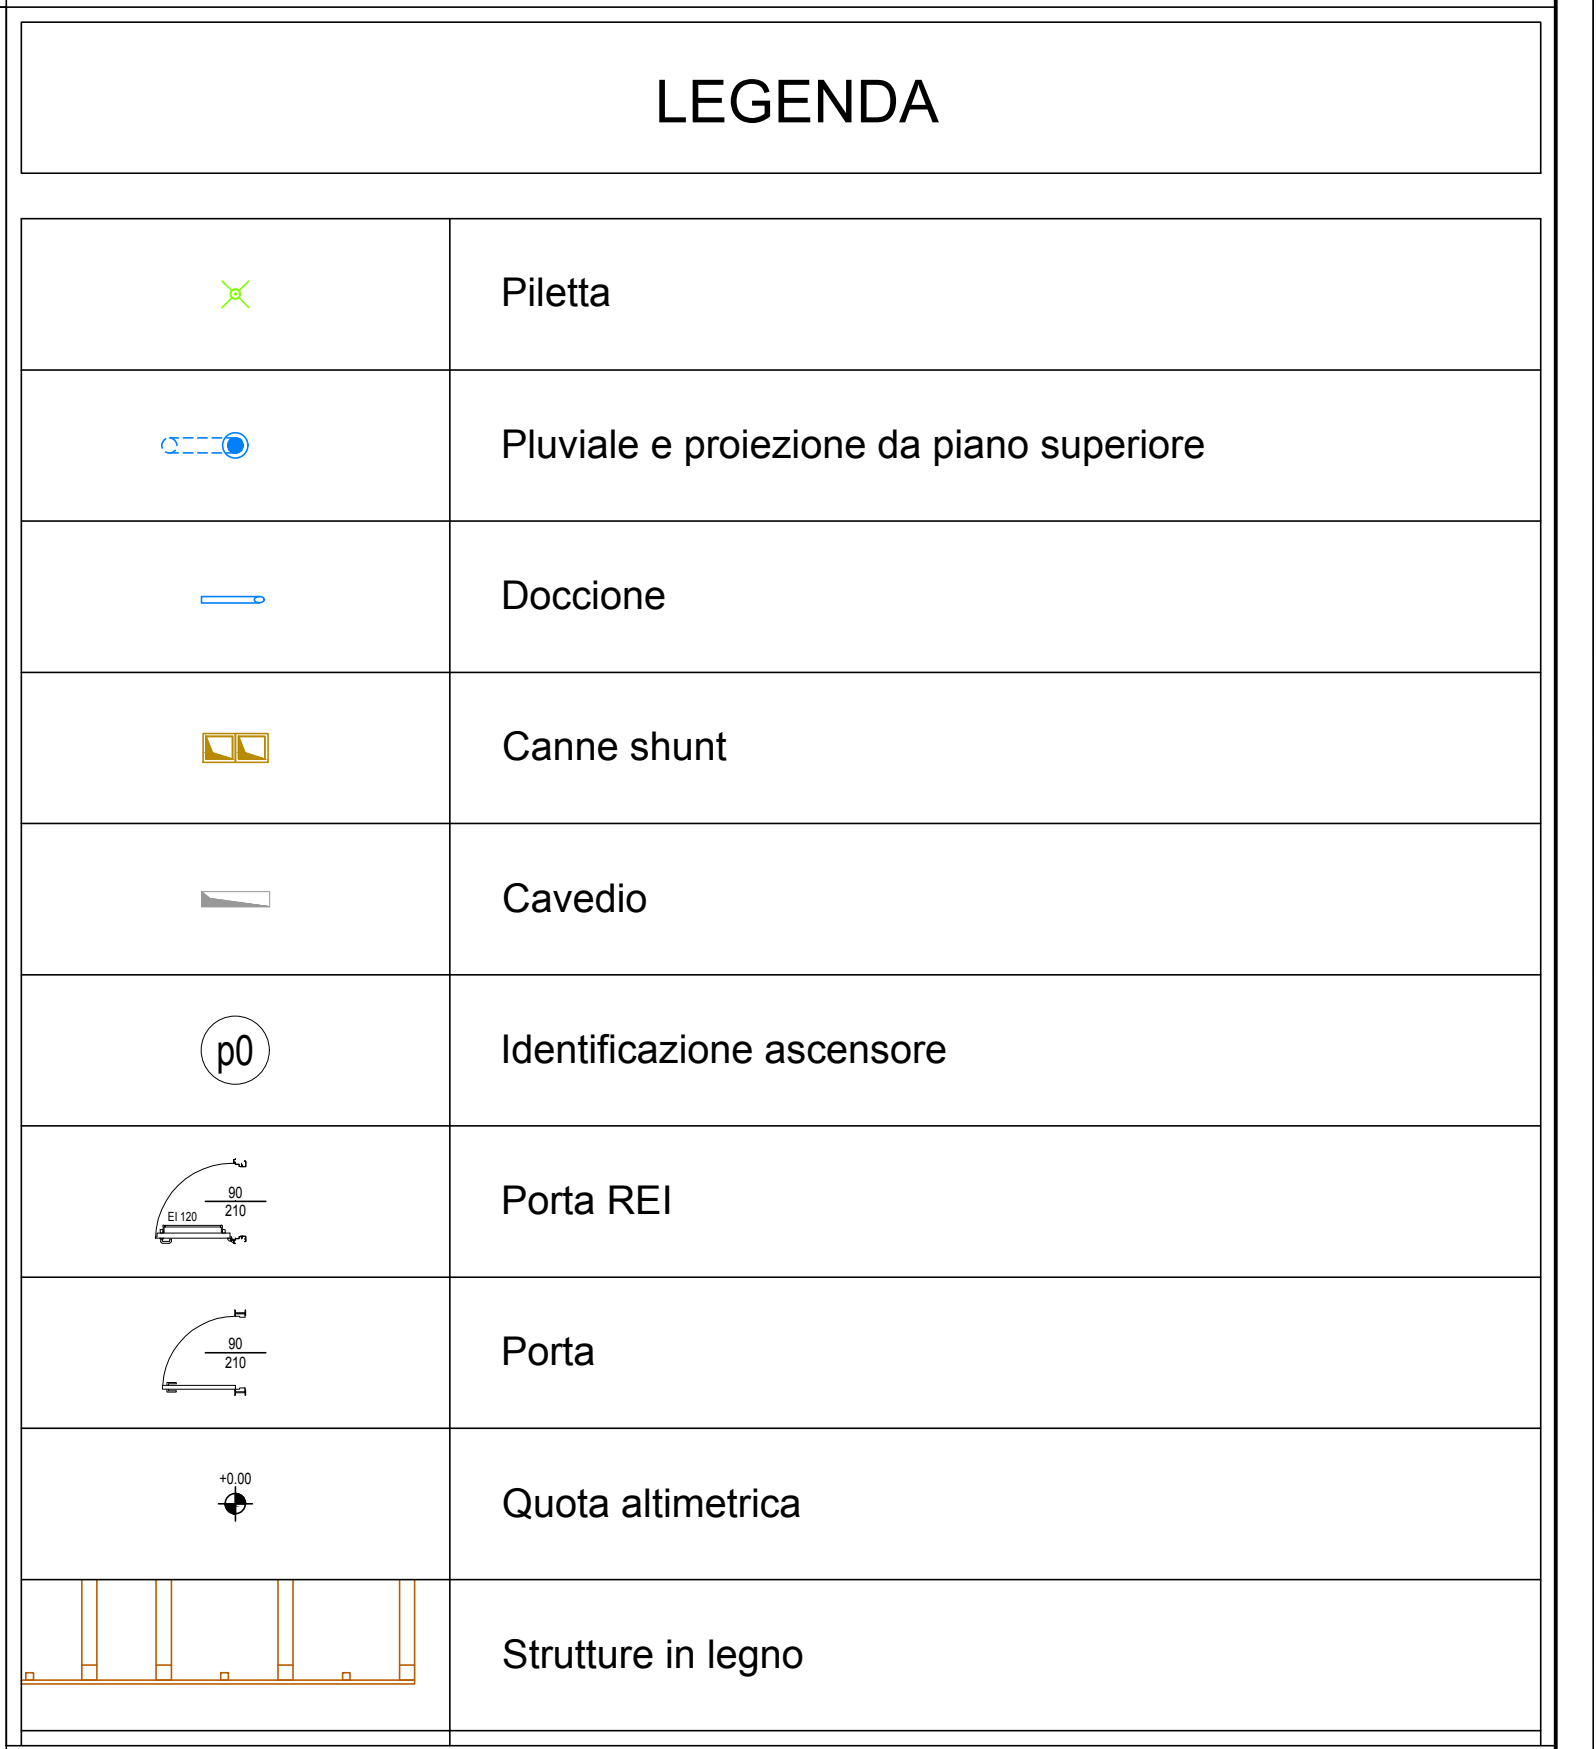 LEGENDA
Piletta
Pluviale e proiezione da piano superiore
Doccione
Canne shunt
Cavedio
p0
Identificazione ascensore
90
210
EI 120
Porta REI
90
210
Porta
+0.00
Quota altimetrica
Strutture in legno